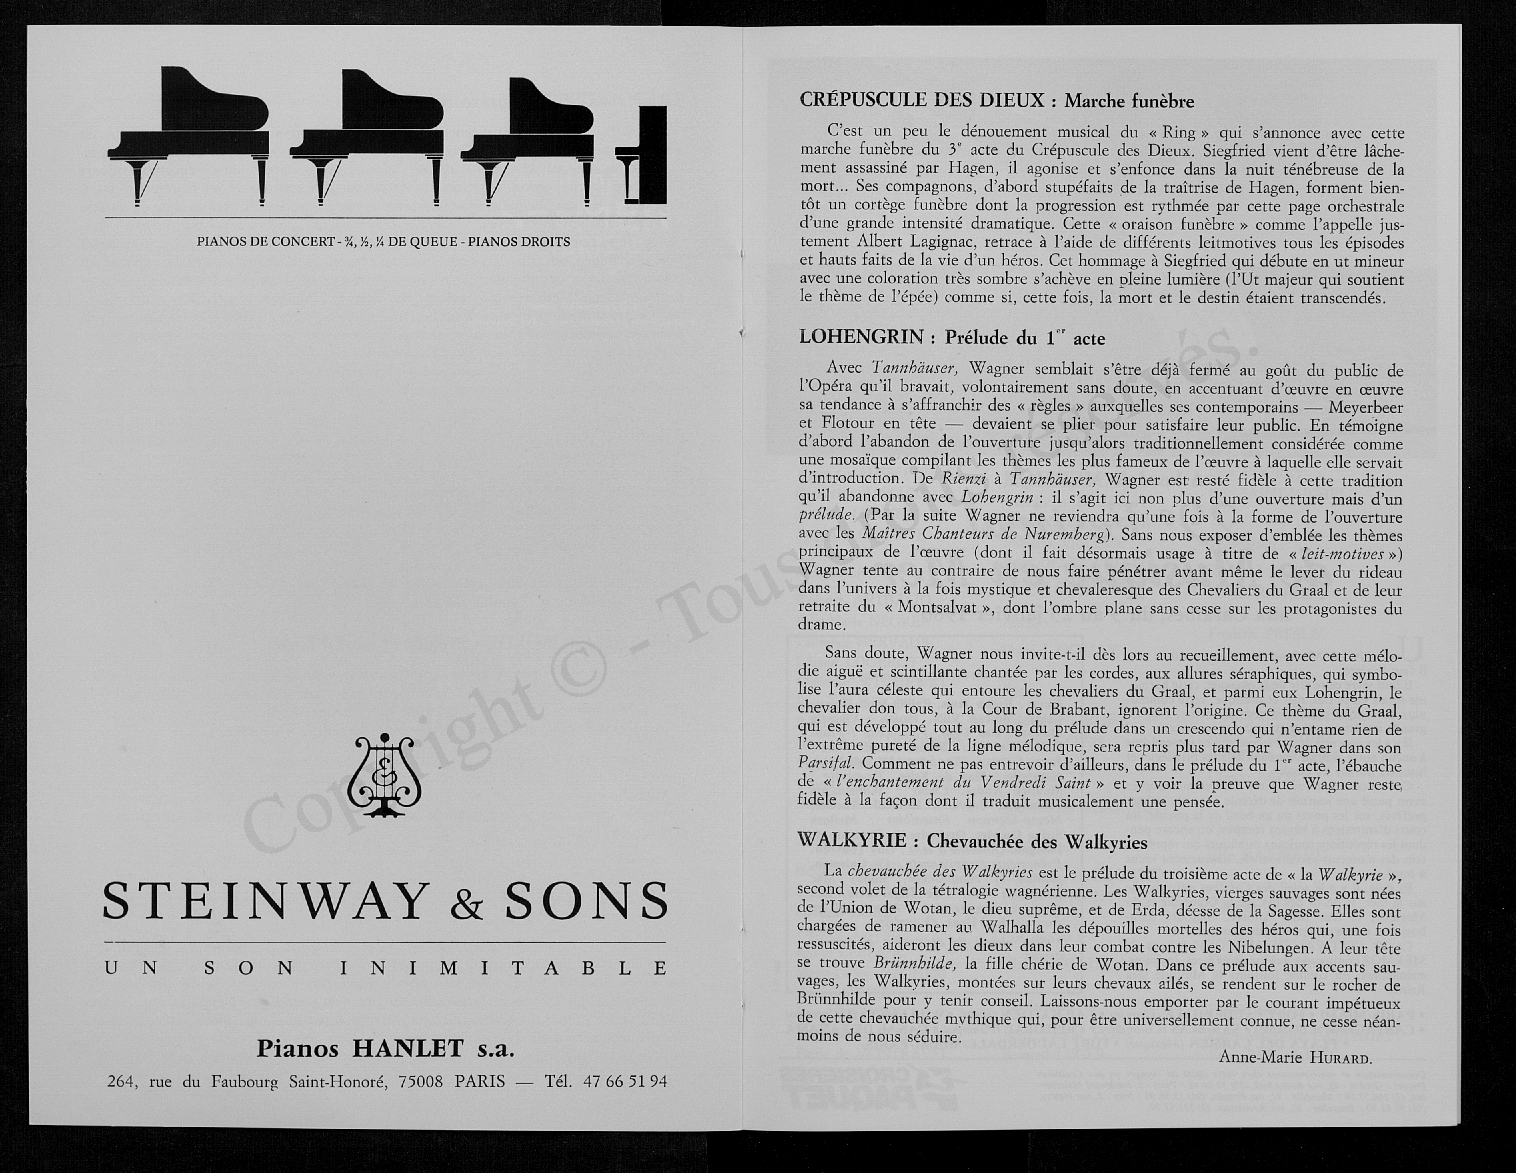 PIANOS DE CONCERT - ¾, ½, ¼ DE QUEUE - PIANOS DROITS
STEINWAY & SONS
UN SON INIMITABLE
Pianos HANLET s.a.
264, rue du Faubourg Saint-Honoré, 75008 PARIS — Tél. 47 66 51 94
CRÉPUSCULE DES DIEUX : Marche funèbre
C'est un peu le dénouement musical du « Ring » qui s'annonce avec cette
marche funèbre du 3e acte du Crépuscule des Dieux. Siegfried vient d'être lâche-
ment assassiné par Hagen, il agonise et s'enfonce dans la nuit ténébreuse de la
mort... Ses compagnons, d'abord stupéfaits de la traîtrise de Hagen, forment bien-
tôt un cortège funèbre dont la progression est rythmée par cette page orchestrale
d'une grande intensité dramatique. Cette « oraison funèbre » comme l'appelle jus-
tement Albert Lagignac, retrace à l'aide de différents leitmotives tous les épisodes
et hauts faits de la vie d'un héros. Cet hommage à Siegfried qui débute en ut mineur
avec une coloration très sombre s'achève en pleine lumière (l'Ut majeur qui soutient
le thème de l'épée) comme si, cette fois, la mort et le destin étaient transcendés.
LOHENGRIN : Prélude du 1er acte
Avec Tannhäuser, Wagner semblait s'être déjà fermé au goût du public de
l'Opéra qu'il bravait, volontairement sans doute, en accentuant d'œuvre en œuvre
sa tendance à s'affranchir des « règles » auxquelles ses contemporains — Meyerbeer
et Flotour en tête — devaient se plier pour satisfaire leur public. En témoigne
d'abord l'abandon de l'ouverture jusqu'alors traditionnellement considérée comme
une mosaïque compilant les thèmes les plus fameux de l'œuvre à laquelle elle servait
d'introduction. De Rienzi à Tannhäuser, Wagner est resté fidèle à cette tradition
qu'il abandonne avec Lohengrin : il s'agit ici non plus d'une ouverture mais d'un
prélude. (Par la suite Wagner ne reviendra qu'une fois à la forme de l'ouverture
avec les Maîtres Chanteurs de Nuremberg). Sans nous exposer d'emblée les thèmes
principaux de l'œuvre (dont il fait désormais usage à titre de « leit-motives »)
Wagner tente au contraire de nous faire pénétrer avant même le lever du rideau
dans l'univers à la fois mystique et chevaleresque des Chevaliers du Graal et de leur
retraite du « Montsalvat », dont l'ombre plane sans cesse sur les protagonistes du
drame.
Sans doute, Wagner nous invite-t-il dès lors au recueillement, avec cette mélo-
die aiguë et scintillante chantée par les cordes, aux allures séraphiques, qui symbo-
lise l'aura céleste qui entoure les chevaliers du Graal, et parmi eux Lohengrin, le
chevalier don tous, à la Cour de Brabant, ignorent l'origine. Ce thème du Graal,
qui est développé tout au long du prélude dans un crescendo qui n'entame rien de
l'extrême pureté de la ligne mélodique, sera repris plus tard par Wagner dans son
Parsifal. Comment ne pas entrevoir d'ailleurs, dans le prélude du 1er acte, l'ébauche
de « l'enchantement du Vendredi Saint » et y voir la preuve que Wagner reste
fidèle à la façon dont il traduit musicalement une pensée.
WALKYRIE : Chevauchée des Walkyries
La chevauchée des Walkyries est le prélude du troisième acte de « la Walkyrie »,
second volet de la tétralogie wagnérienne. Les Walkyries, vierges sauvages sont nées
de l'Union de Wotan, le dieu suprême, et de Erda, déesse de la Sagesse. Elles sont
chargées de ramener au Walhalla les dépouilles mortelles des héros qui, une fois
ressuscités, aideront les dieux dans leur combat contre les Nibelungen. A leur tête
se trouve Brünnhilde, la fille chérie de Wotan. Dans ce prélude aux accents sau-
vages, les Walkyries, montées sur leurs chevaux ailés, se rendent sur le rocher de
Brünnhilde pour y tenir conseil. Laissons-nous emporter par le courant impétueux
de cette chevauchée mythique qui, pour être universellement connue, ne cesse néan-
moins de nous séduire.
Anne-Marie HURARD.
Copyright © - Tous droits réservés.